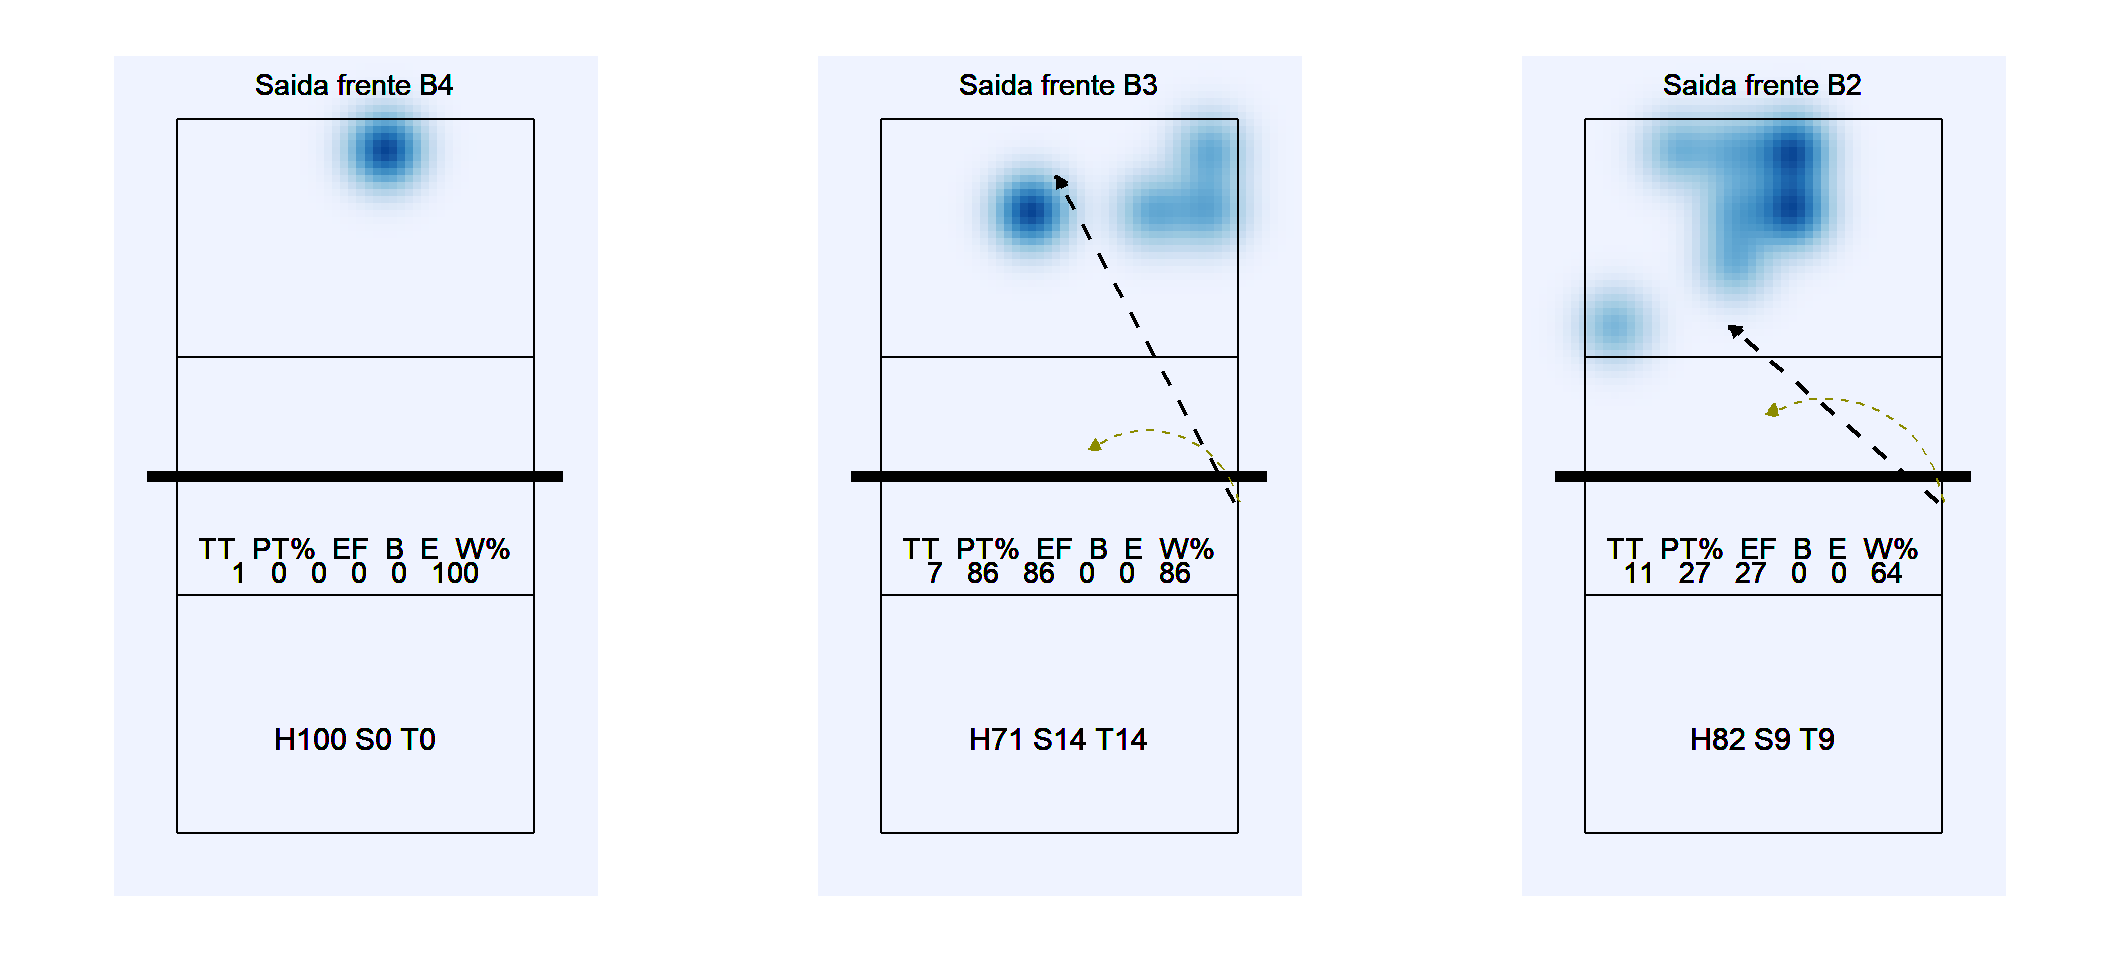 Saida frente B4
TT PT% EF B E W%
1 0 0 0 0 100
H100 S0 T0
Saida frente B3
TT PT% EF B E W%
7 86 86 0 0 86
H71 S14 T14
Saida frente B2
TT PT% EF B E W%
11 27 27 0 0 64
H82 S9 T9